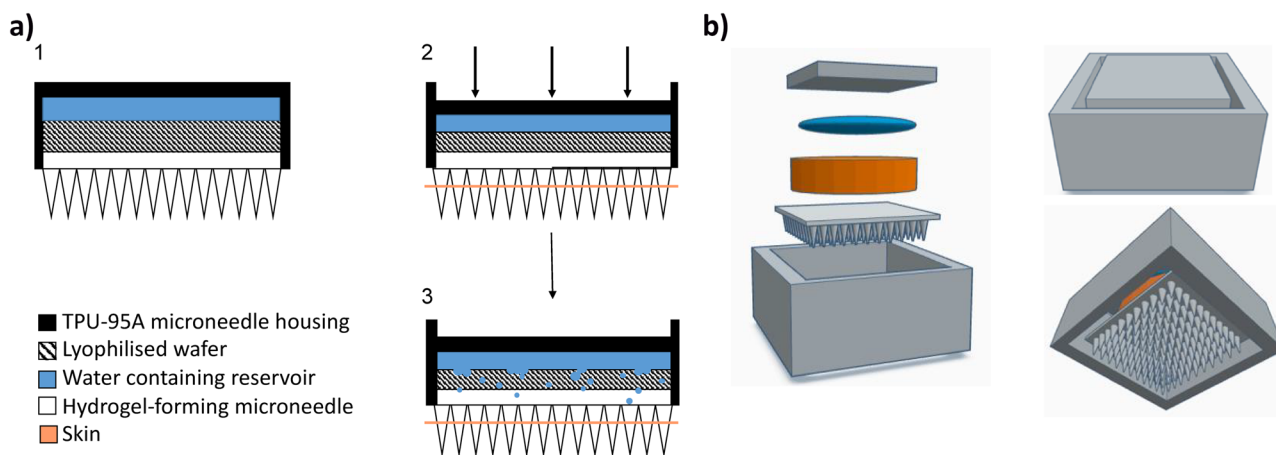 a)
1
2
3
TPU-95A microneedle housing
Lyophilised wafer
Water containing reservoir
Hydrogel-forming microneedle
Skin
b)